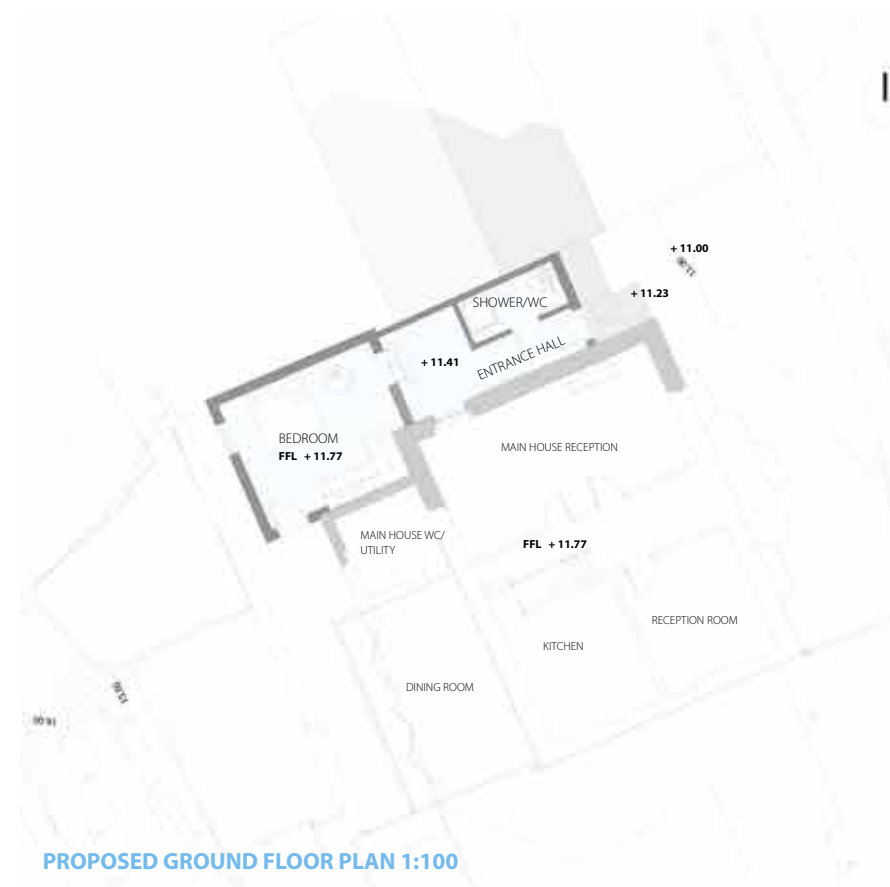 + 11.00
+ 11.23
SHOWER/WC
ENTRANCE HALL
+ 11.41
BEDROOM
FFL + 11.77
MAIN HOUSE RECEPTION
MAIN HOUSE WC/
UTILITY
FFL + 11.77
RECEPTION ROOM
KITCHEN
DINING ROOM
PROPOSED GROUND FLOOR PLAN 1:100